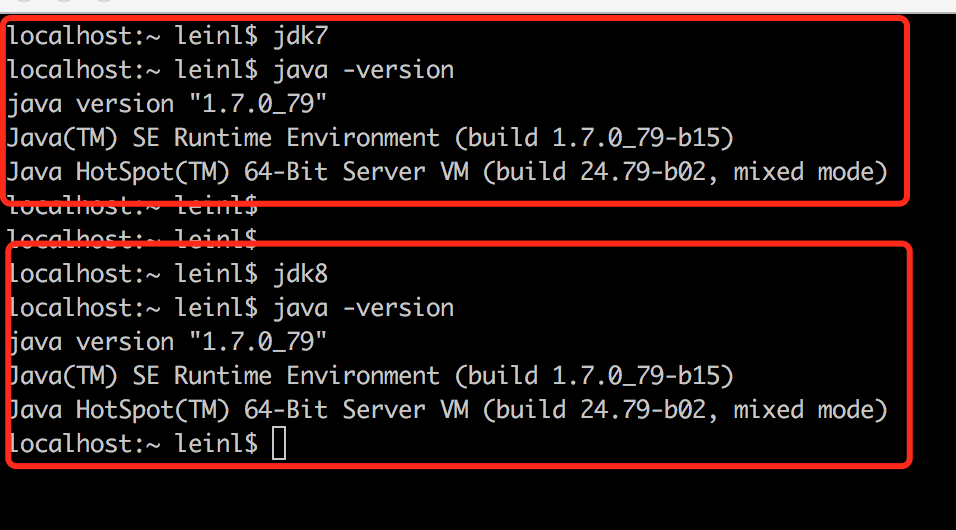 localhost:~ leinl$ jdk7
localhost:~ leinl$ java -version
java version "1.7.0_79"
Java(TM) SE Runtime Environment (build 1.7.0_79-b15)
Java HotSpot(TM) 64-Bit Server VM (build 24.79-b02, mixed mode)
localhost:~ leinl$
localhost:~ leinl$
localhost:~ leinl$ jdk8
localhost:~ leinl$ java -version
java version "1.7.0_79"
Java(TM) SE Runtime Environment (build 1.7.0_79-b15)
Java HotSpot(TM) 64-Bit Server VM (build 24.79-b02, mixed mode)
localhost:~ leinl$